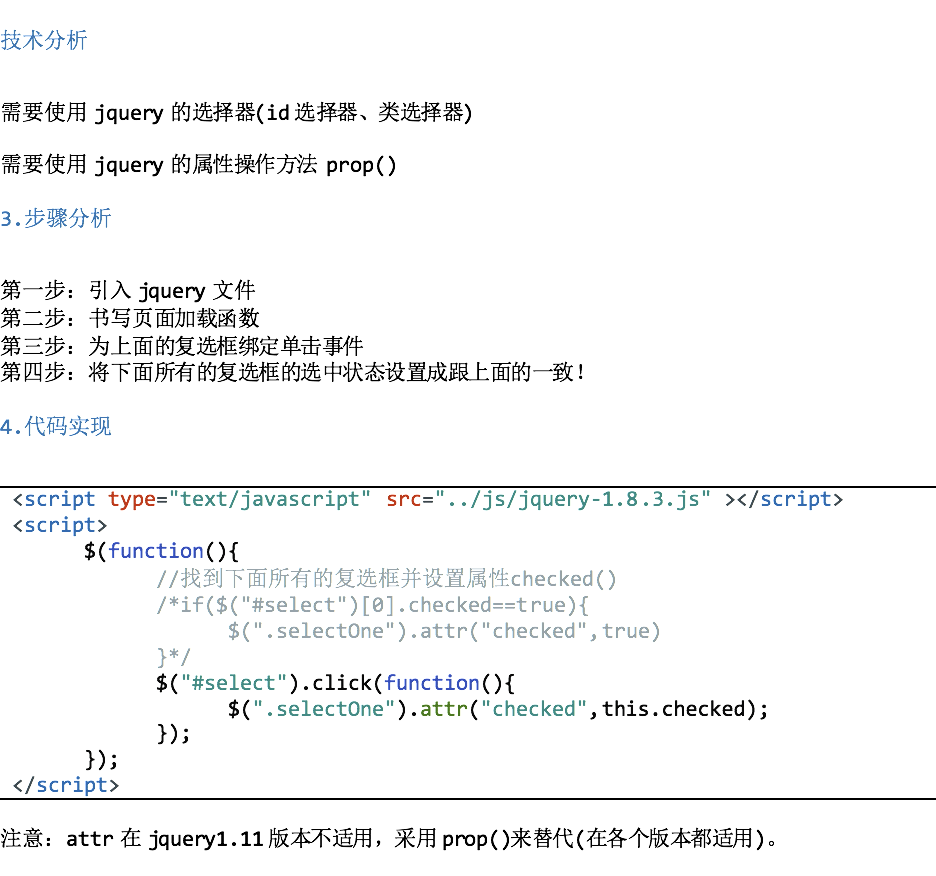 技术分析
需要使用 jquery 的选择器(id 选择器、类选择器)
需要使用 jquery 的属性操作方法 prop()
3.步骤分析
第一步：引入 jquery 文件
第二步：书写页面加载函数
第三步：为上面的复选框绑定单击事件
第四步：将下面所有的复选框的选中状态设置成跟上面的一致！
4.代码实现
<script type="text/javascript" src="../js/jquery-1.8.3.js" ></script>
<script>
$(function(){
//找到下面所有的复选框并设置属性checked()
/*if($("#select")[0].checked==true){
$(".selectOne").attr("checked",true)
}*/
$("#select").click(function(){
$(".selectOne").attr("checked",this.checked);
});
});
</script>
注意：attr 在 jquery1.11 版本不适用，采用 prop()来替代(在各个版本都适用)。